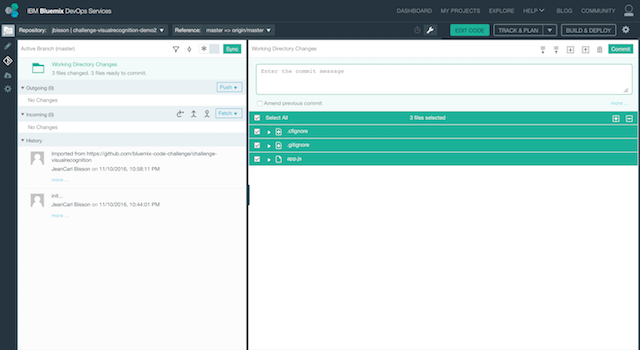 IBM Bluemix DevOps Services
DASHBOARD MY PROJECTS EXPLORE HELP BLOG COMMUNITY
Repository: jbisson | challenge-visualrecognition-demo2 Reference: master => origin/master
EDIT CODE TRACK & PLAN BUILD & DEPLOY
Active Branch (master)
Sync
Working Directory Changes
3 files changed. 3 files ready to commit.
Outgoing (0)
Push
No Changes
Incoming (0)
Fetch
No Changes
History
Imported from https://github.com/bluemix-code-challenge/challenge-
visualrecognition
JeanCarl Bisson on 11/10/2016, 10:58:11 PM
more ...
init...
JeanCarl Bisson on 11/10/2016, 10:44:01 PM
more ...
Working Directory Changes
Commit
Enter the commit message
Amend previous commit
more ...
Select All
3 files selected
.cfignore
.gitignore
app.js